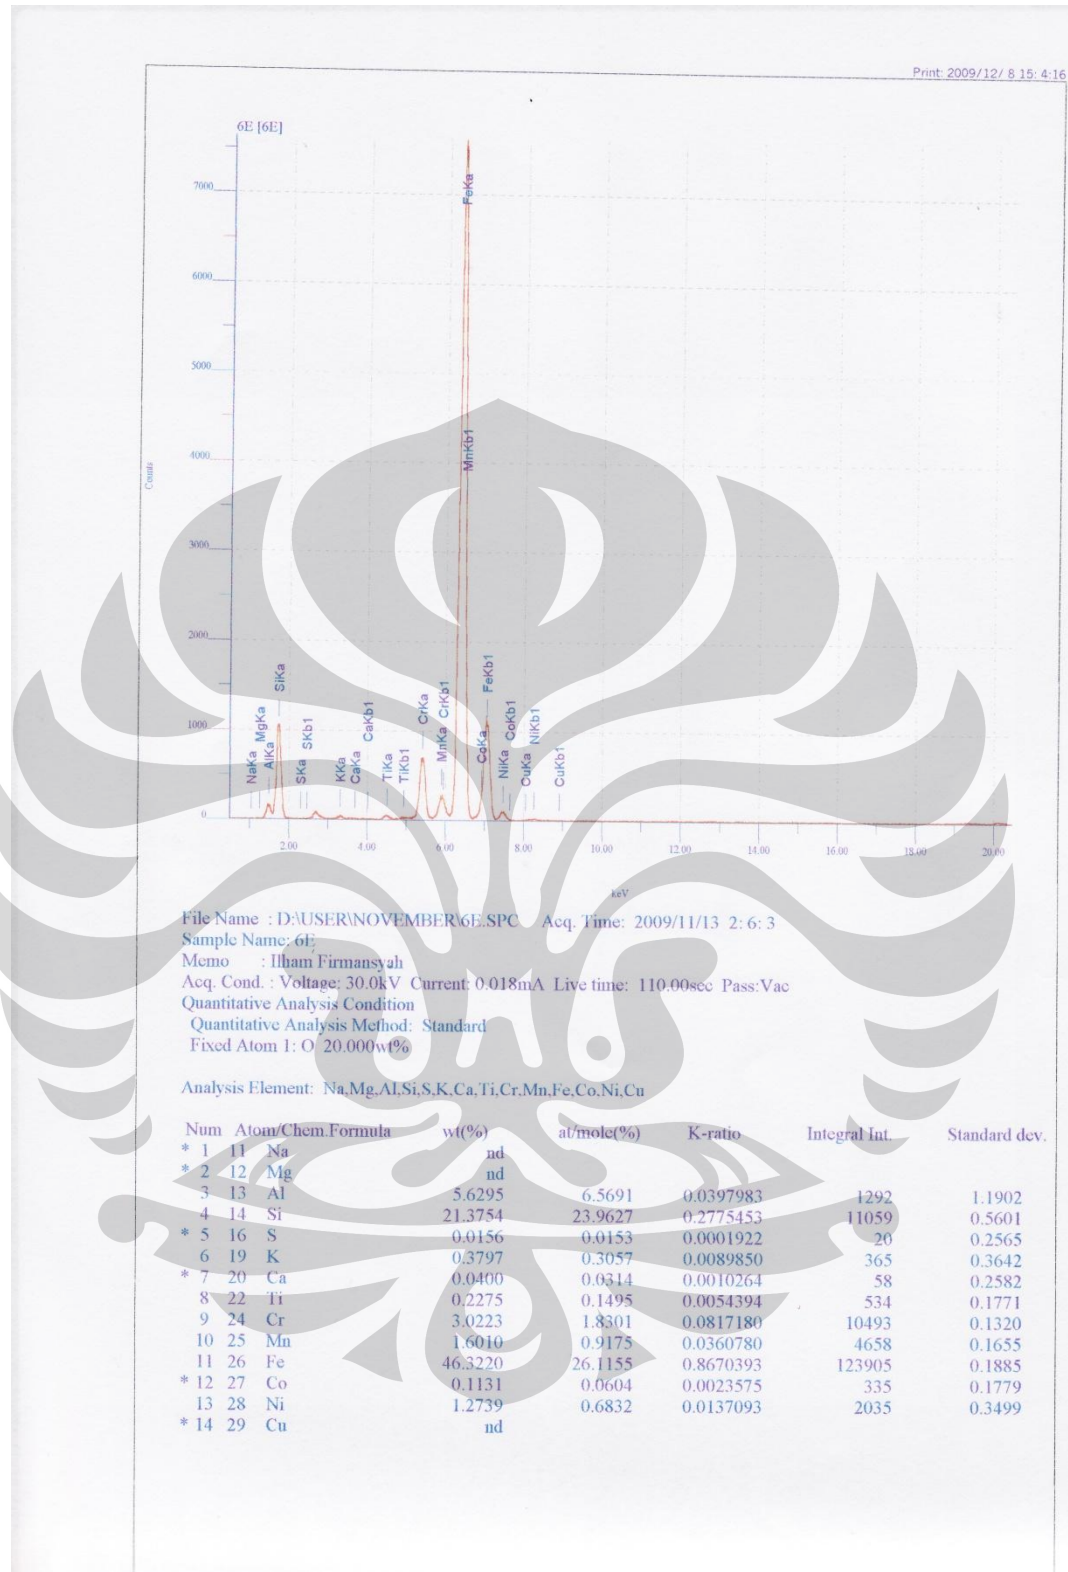 Print: 2009/12/ 8 15: 4:16
6E [6E]
7000
6000
5000
4000
3000
2000
1000
0
Counts
FeKa
MnKb1
NaKa
MgKa
AlKa
SiKa
SKa
SKb1
KKa
CaKa
CaKb1
TiKa
TiKb1
CrKa
MnKa
CrKb1
CoKa
FeKb1
NiKa
CoKb1
CuKa
NiKb1
CuKb1
2.00 4.00 6.00 8.00 10.00 12.00 14.00 16.00 18.00 20.00
keV
File Name : D:\USER\NOVEMBER\6E.SPC Acq. Time: 2009/11/13 2: 6: 3
Sample Name: 6E
Memo : Ilham Firmansyah
Acq. Cond. : Voltage: 30.0kV Current: 0.018mA Live time: 110.00sec Pass:Vac
Quantitative Analysis Condition
Quantitative Analysis Method: Standard
Fixed Atom 1: O 20.000wt%
Analysis Element: Na,Mg,Al,Si,S,K,Ca,Ti,Cr,Mn,Fe,Co,Ni,Cu
Num Atom/Chem.Formula wt(%) at/mole(%) K-ratio Integral Int. Standard dev.
* 1 11 Na nd
* 2 12 Mg nd
3 13 Al 5.6295 6.5691 0.0397983 1292 1.1902
4 14 Si 21.3754 23.9627 0.2775453 11059 0.5601
* 5 16 S 0.0156 0.0153 0.0001922 20 0.2565
6 19 K 0.3797 0.3057 0.0089850 365 0.3642
* 7 20 Ca 0.0400 0.0314 0.0010264 58 0.2582
8 22 Ti 0.2275 0.1495 0.0054394 534 0.1771
9 24 Cr 3.0223 1.8301 0.0817180 10493 0.1320
10 25 Mn 1.6010 0.9175 0.0360780 4658 0.1655
11 26 Fe 46.3220 26.1155 0.8670393 123905 0.1885
* 12 27 Co 0.1131 0.0604 0.0023575 335 0.1779
13 28 Ni 1.2739 0.6832 0.0137093 2035 0.3499
* 14 29 Cu nd